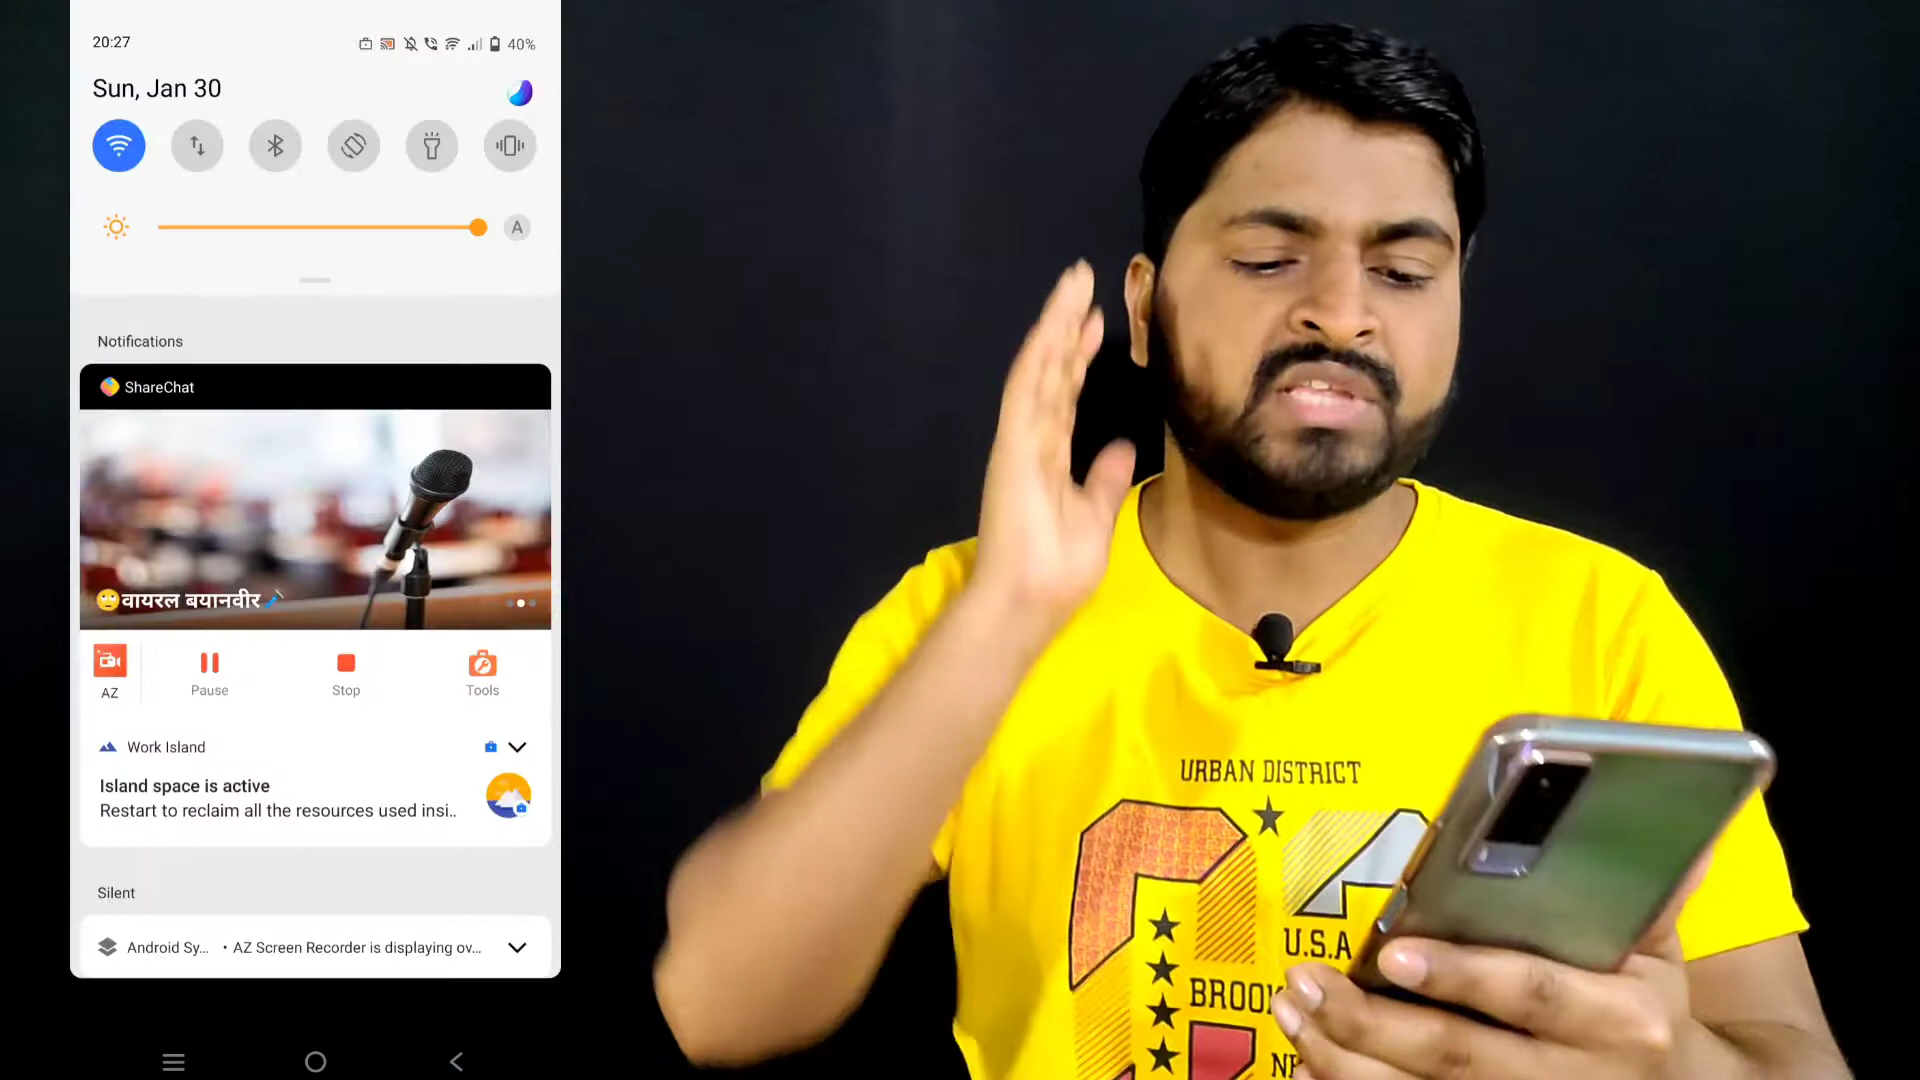 20:27
40%
Sun, Jan 30
A
Notifications
ShareChat
🙄वायरल बयानवीर🎤
AZ
Pause
Stop
Tools
Work Island
Island space is active
Restart to reclaim all the resources used insi..
Silent
Android Sy... • AZ Screen Recorder is displaying ov...
URBAN DISTRICT
U.S.A